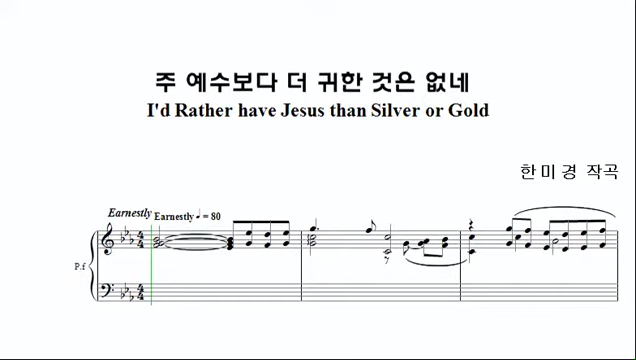 주 예수보다 더 귀한 것은 없네
I'd Rather have Jesus than Silver or Gold
한 미 경 작곡
Earnestly Earnestly ♩ = 80
P.f